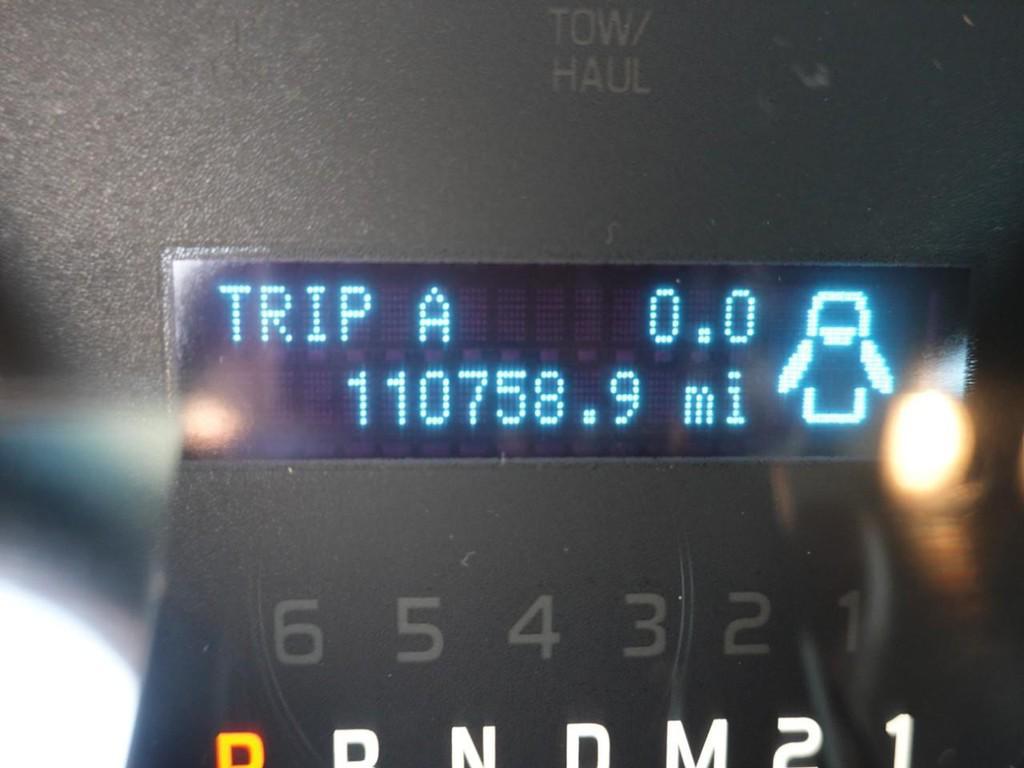 TOW/
HAUL
TRIP A 0.0
110758.9 mi
6 5 4 3 2 1
P R N D M 2 1